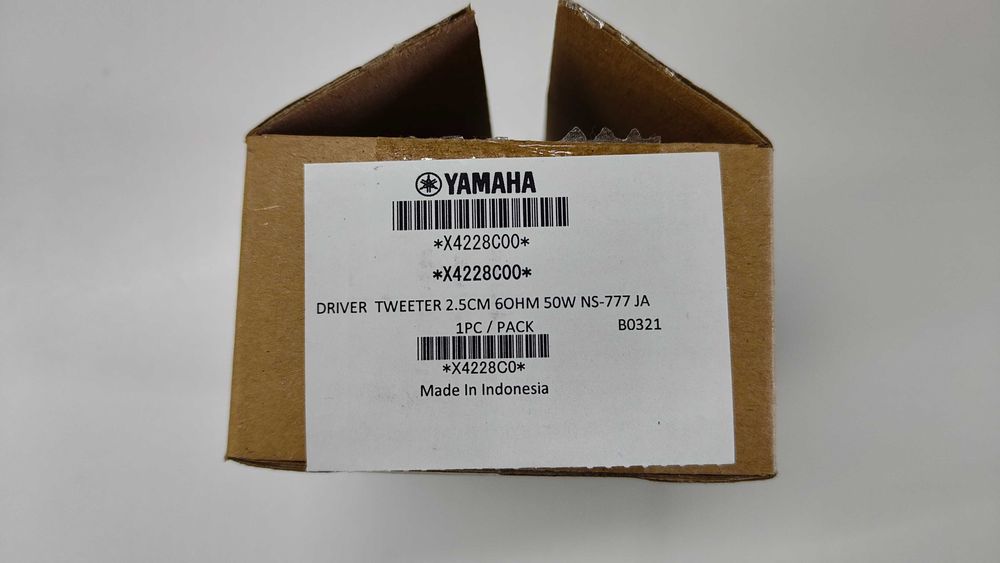 YAMAHA
*X4228C00*
*X4228C00*
DRIVER TWEETER 2.5CM 6OHM 50W NS-777 JA
1PC / PACK B0321
*X4228C0*
Made In Indonesia